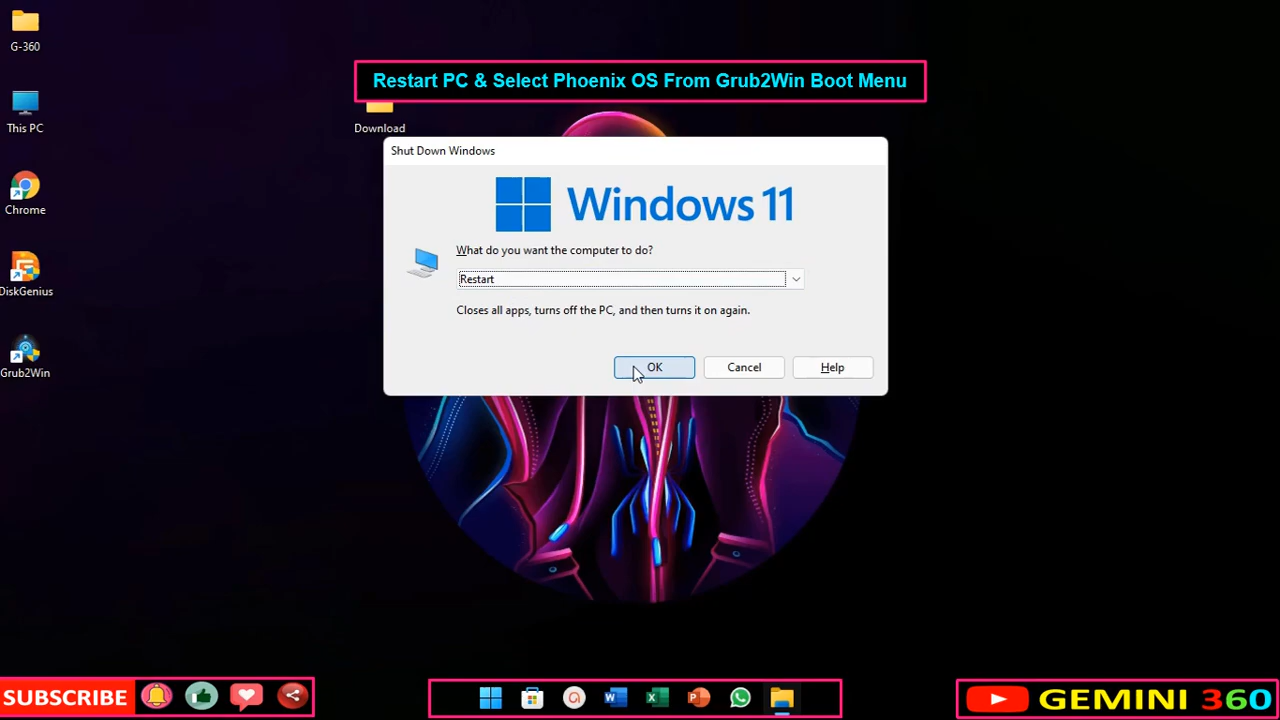 G-360
Restart PC & Select Phoenix OS From Grub2Win Boot Menu
This PC
Download
Shut Down Windows
Windows 11
Chrome
What do you want the computer to do?
Restart
DiskGenius
Closes all apps, turns off the PC, and then turns it on again.
Grub2Win
OK
Cancel
Help
SUBSCRIBE
GEMINI 360